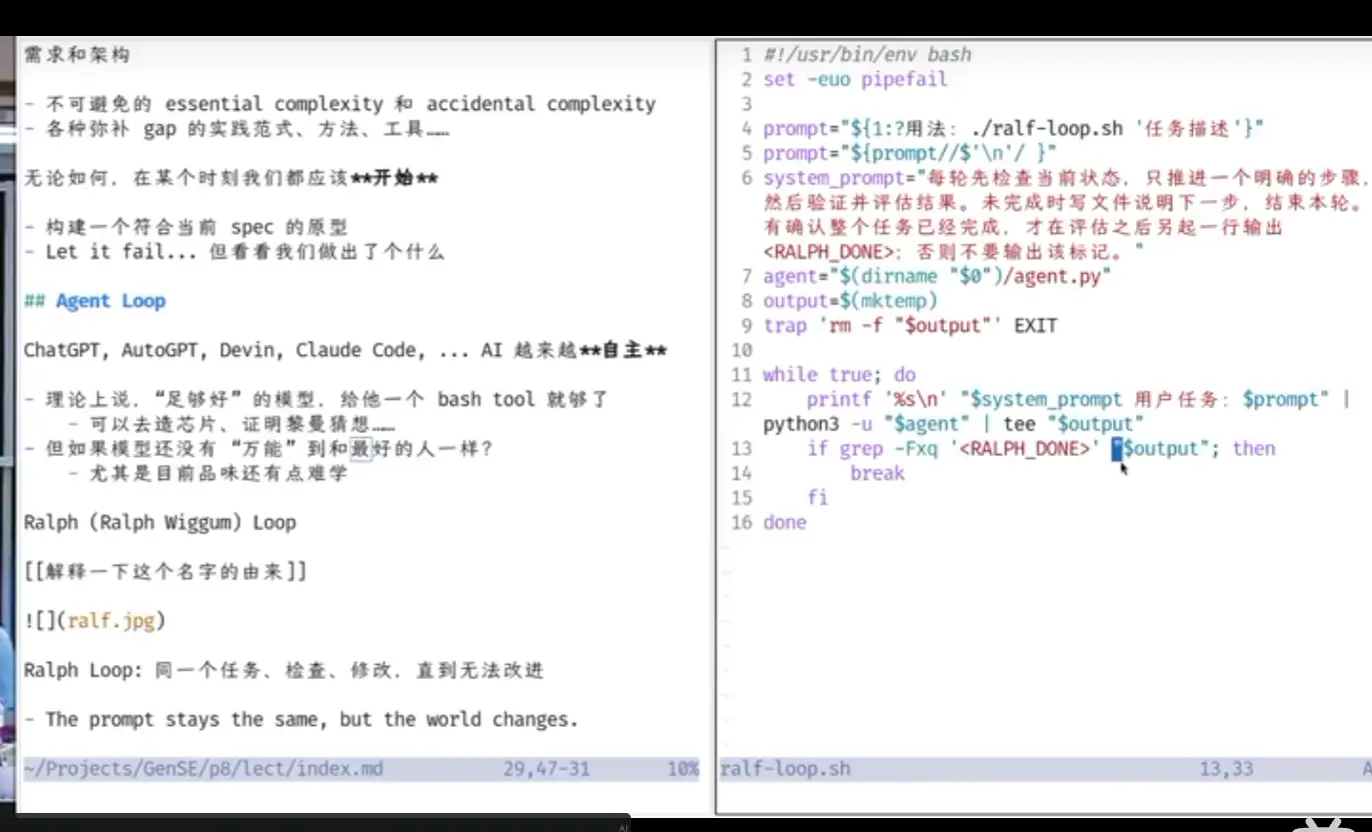 需求和架构
- 不可避免的 essential complexity 和 accidental complexity
- 各种弥补 gap 的实践范式、方法、工具……
无论如何，在某个时刻我们都应该**开始**
- 构建一个符合当前 spec 的原型
- Let it fail... 但看看我们做出了个什么
## Agent Loop
ChatGPT, AutoGPT, Devin, Claude Code, ... AI 越来越**自主**
- 理论上说，“足够好”的模型，给他一个 bash tool 就够了
- 可以去造芯片、证明黎曼猜想……
- 但如果模型还没有 “万能” 到和最好的人一样？
- 尤其是目前品味还有点难学
Ralph (Ralph Wiggum) Loop
[[解释一下这个名字的由来]]
![](ralf.jpg)
Ralph Loop: 同一个任务、检查、修改，直到无法改进
- The prompt stays the same, but the world changes.
~/Projects/GenSE/p8/lect/index.md 29,47-31 10%
1 #!/usr/bin/env bash
2 set -euo pipefail
3
4 prompt="${1:?用法: ./ralf-loop.sh '任务描述'}"
5 prompt="${prompt//$'\n'/ }"
6 system_prompt="每轮先检查当前状态，只推进一个明确的步骤，
然后验证并评估结果。未完成时写文件说明下一步，结束本轮。
有确认整个任务已经完成，才在评估之后另起一行输出
<RALPH_DONE>；否则不要输出该标记。"
7 agent="$(dirname "$0")/agent.py"
8 output=$(mktemp)
9 trap 'rm -f "$output"' EXIT
10
11 while true; do
12 printf '%s\n' "$system_prompt 用户任务: $prompt" |
python3 -u "$agent" | tee "$output"
13 if grep -Fxq '<RALPH_DONE>' "$output"; then
14 break
15 fi
16 done
ralf-loop.sh 13,33 A
AI